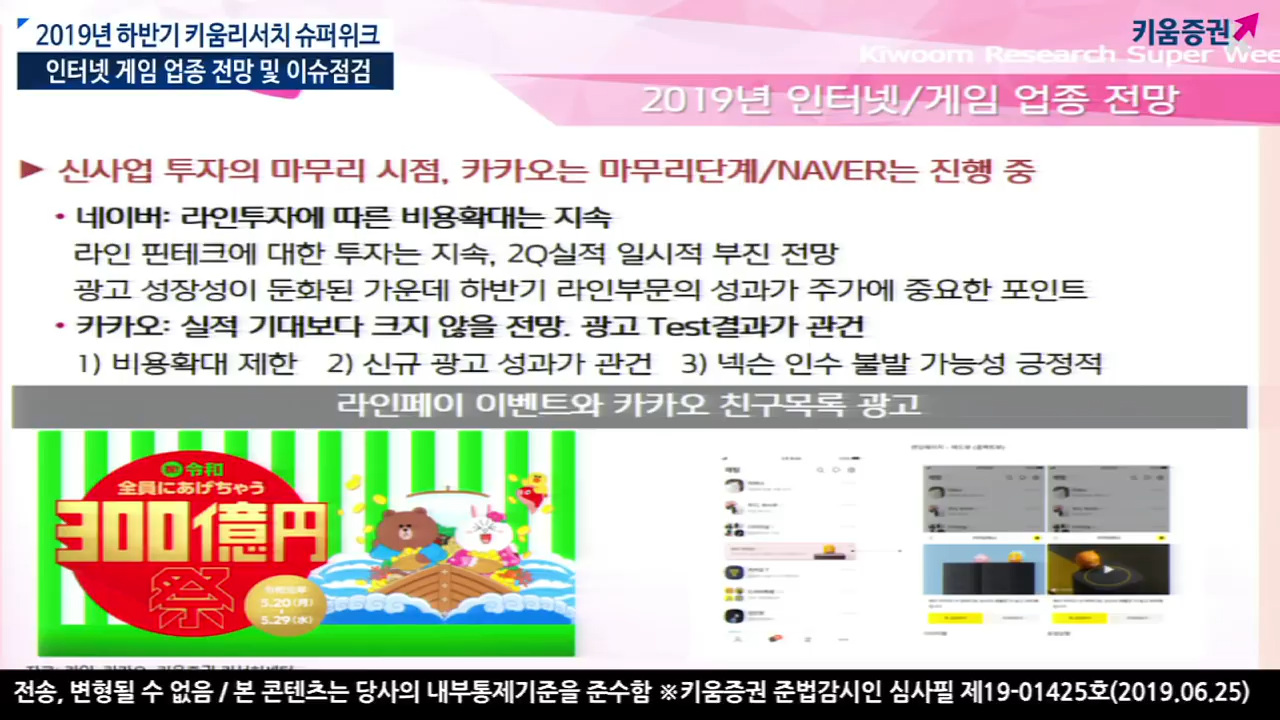 2019년 하반기 키움리서치 슈퍼위크
인터넷 게임 업종 전망 및 이슈점검
키움증권
Kiwoom Research Super Wee
2019년 인터넷/게임 업종 전망
▶ 신사업 투자의 마무리 시점, 카카오는 마무리단계/NAVER는 진행 중
• 네이버: 라인투자에 따른 비용확대는 지속
라인 핀테크에 대한 투자는 지속, 2Q실적 일시적 부진 전망
광고 성장성이 둔화된 가운데 하반기 라인부문의 성과가 주가에 중요한 포인트
• 카카오: 실적 기대보다 크지 않을 전망. 광고 Test결과가 관건
1) 비용확대 제한 2) 신규 광고 성과가 관건 3) 넥슨 인수 불발 가능성 긍정적
라인페이 이벤트와 카카오 친구목록 광고
令和
全員にあげちゃう
300億円
祭
令和元年
5.20(月)
5.29(水)
전송, 변형될 수 없음 / 본 콘텐츠는 당사의 내부통제기준을 준수함 ※키움증권 준법감시인 심사필 제19-01425호(2019.06.25)